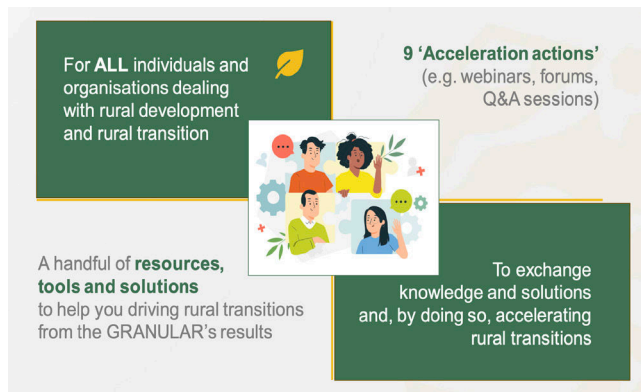 For ALL individuals and
organisations dealing
with rural development
and rural transition
9 ‘Acceleration actions’
(e.g. webinars, forums,
Q&A sessions)
A handful of resources,
tools and solutions
to help you driving rural transitions
from the GRANULAR’s results
To exchange
knowledge and solutions
and, by doing so, accelerating
rural transitions